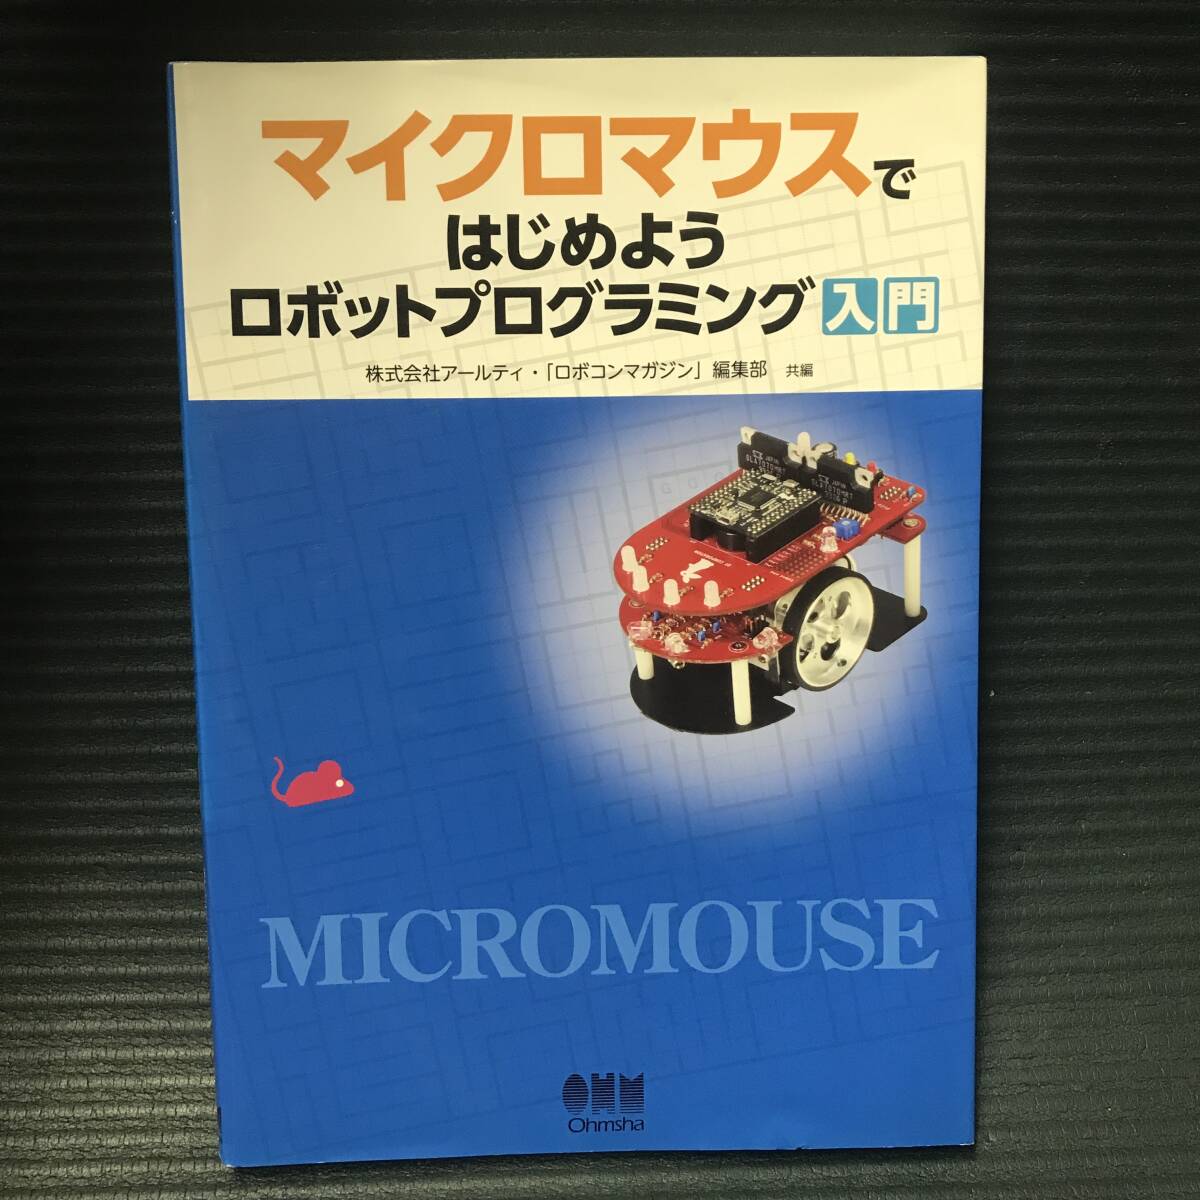 マイクロマウスで
はじめよう
ロボットプログラミング入門
株式会社アールティ・「ロボコンマガジン」編集部 共編
MICROMOUSE
OHM
Ohmsha